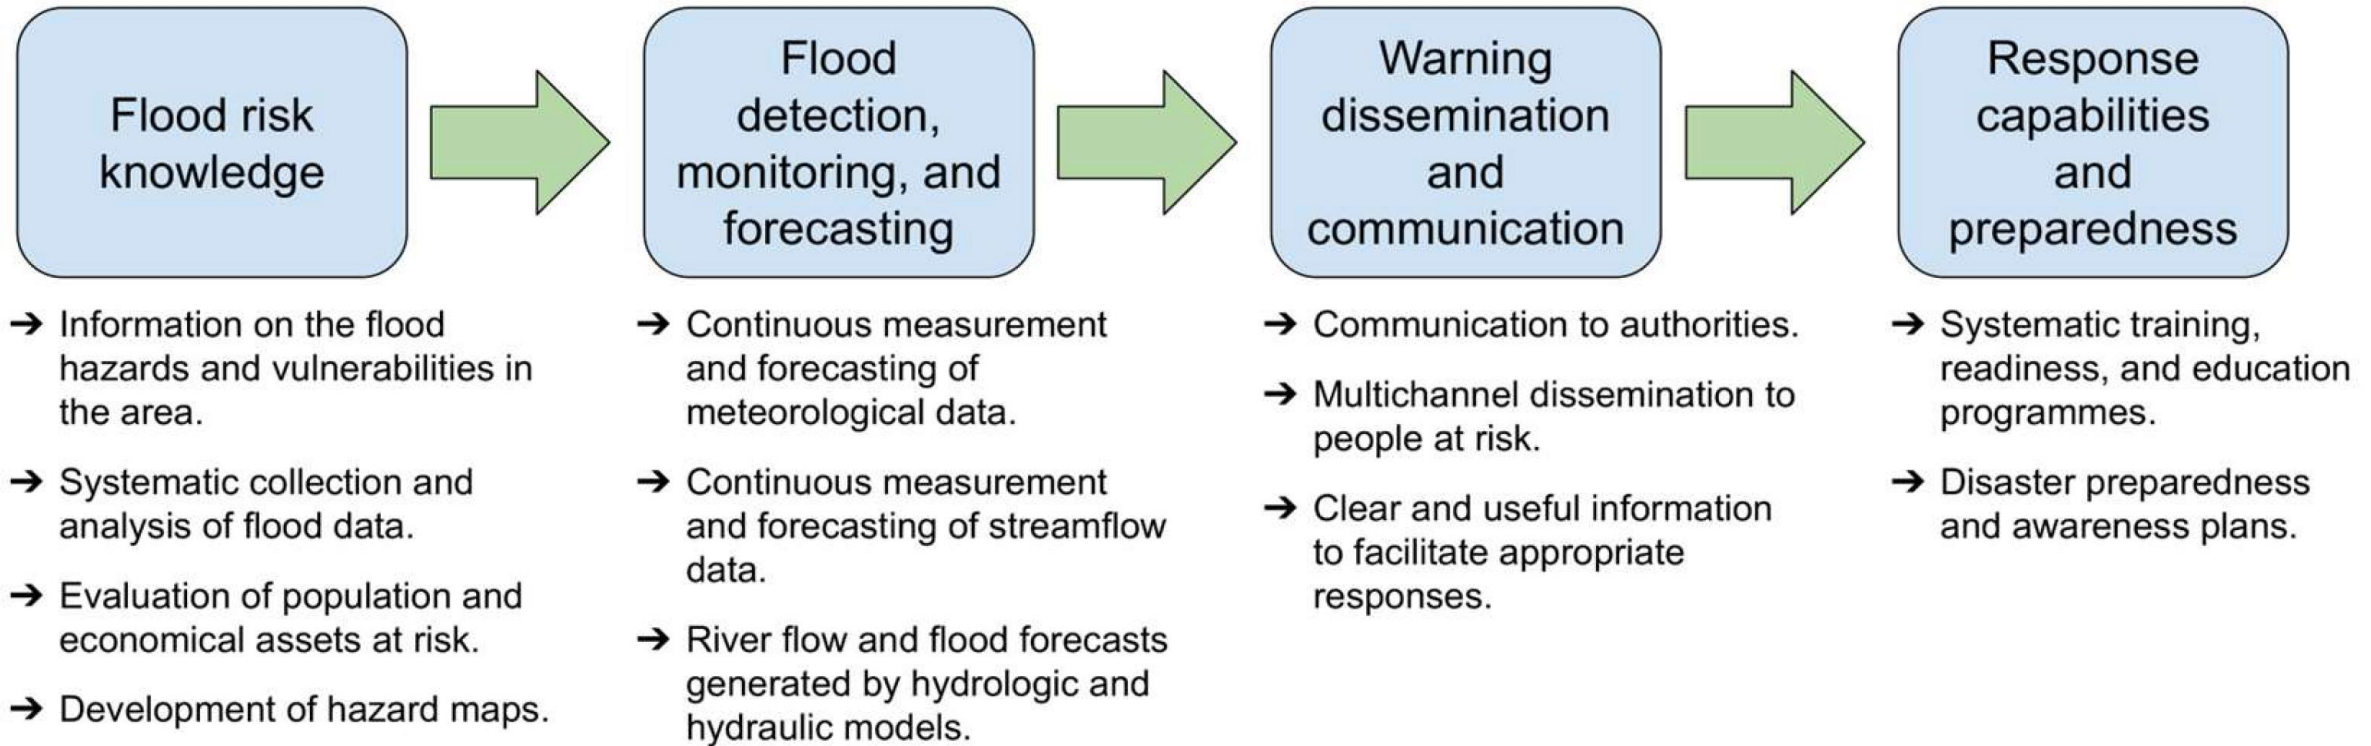 Flood risk
knowledge
➔ Information on the flood
hazards and vulnerabilities in
the area.
➔ Systematic collection and
analysis of flood data.
➔ Evaluation of population and
economical assets at risk.
➔ Development of hazard maps.
Flood
detection,
monitoring, and
forecasting
➔ Continuous measurement
and forecasting of
meteorological data.
➔ Continuous measurement
and forecasting of streamflow
data.
➔ River flow and flood forecasts
generated by hydrologic and
hydraulic models.
Warning
dissemination
and
communication
➔ Communication to authorities.
➔ Multichannel dissemination to
people at risk.
➔ Clear and useful information
to facilitate appropriate
responses.
Response
capabilities
and
preparedness
➔ Systematic training,
readiness, and education
programmes.
➔ Disaster preparedness
and awareness plans.